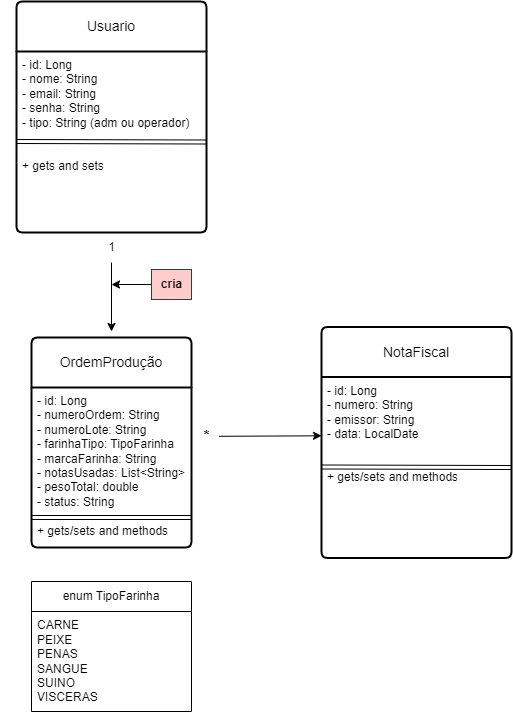 Usuario
- id: Long
- nome: String
- email: String
- senha: String
- tipo: String (adm ou operador)
+ gets and sets
1
cria
OrdemProdução
- id: Long
- numeroOrdem: String
- numeroLote: String
- farinhaTipo: TipoFarinha
- marcaFarinha: String
- notasUsadas: List<String>
- pesoTotal: double
- status: String
+ gets/sets and methods
*
NotaFiscal
- id: Long
- numero: String
- emissor: String
- data: LocalDate
+ gets/sets and methods
enum TipoFarinha
CARNE
PEIXE
PENAS
SANGUE
SUINO
VISCERAS